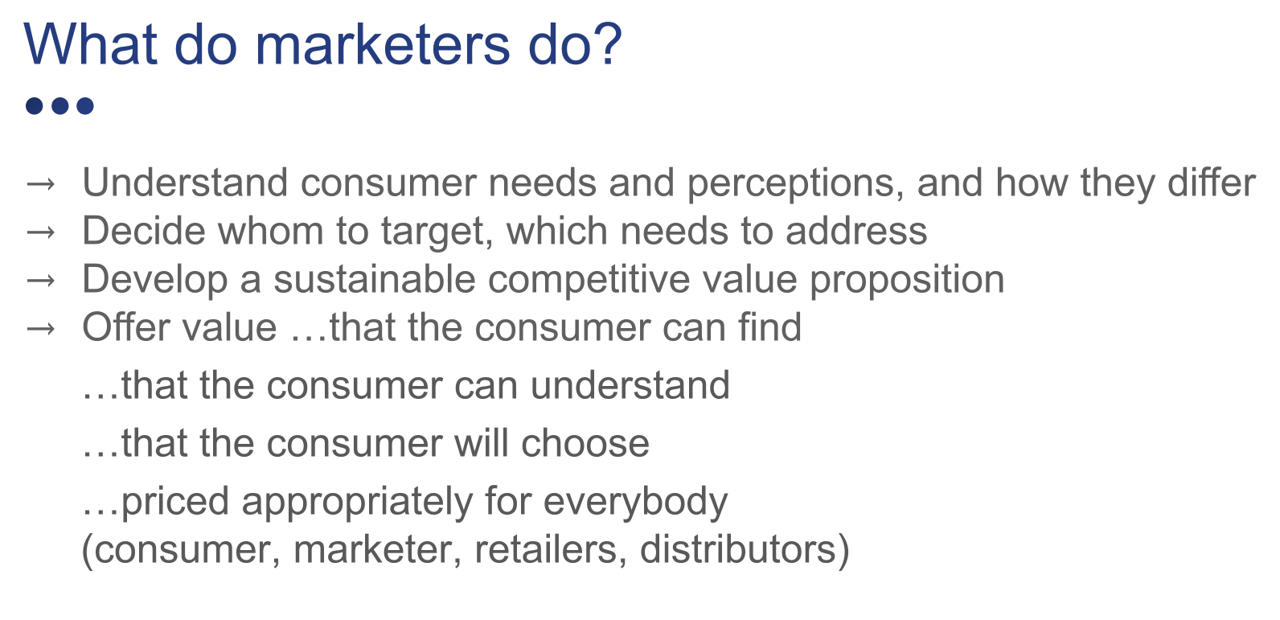 What do marketers do?
→ Understand consumer needs and perceptions, and how they differ
→ Decide whom to target, which needs to address
→ Develop a sustainable competitive value proposition
→ Offer value …that the consumer can find
…that the consumer can understand
…that the consumer will choose
…priced appropriately for everybody
(consumer, marketer, retailers, distributors)